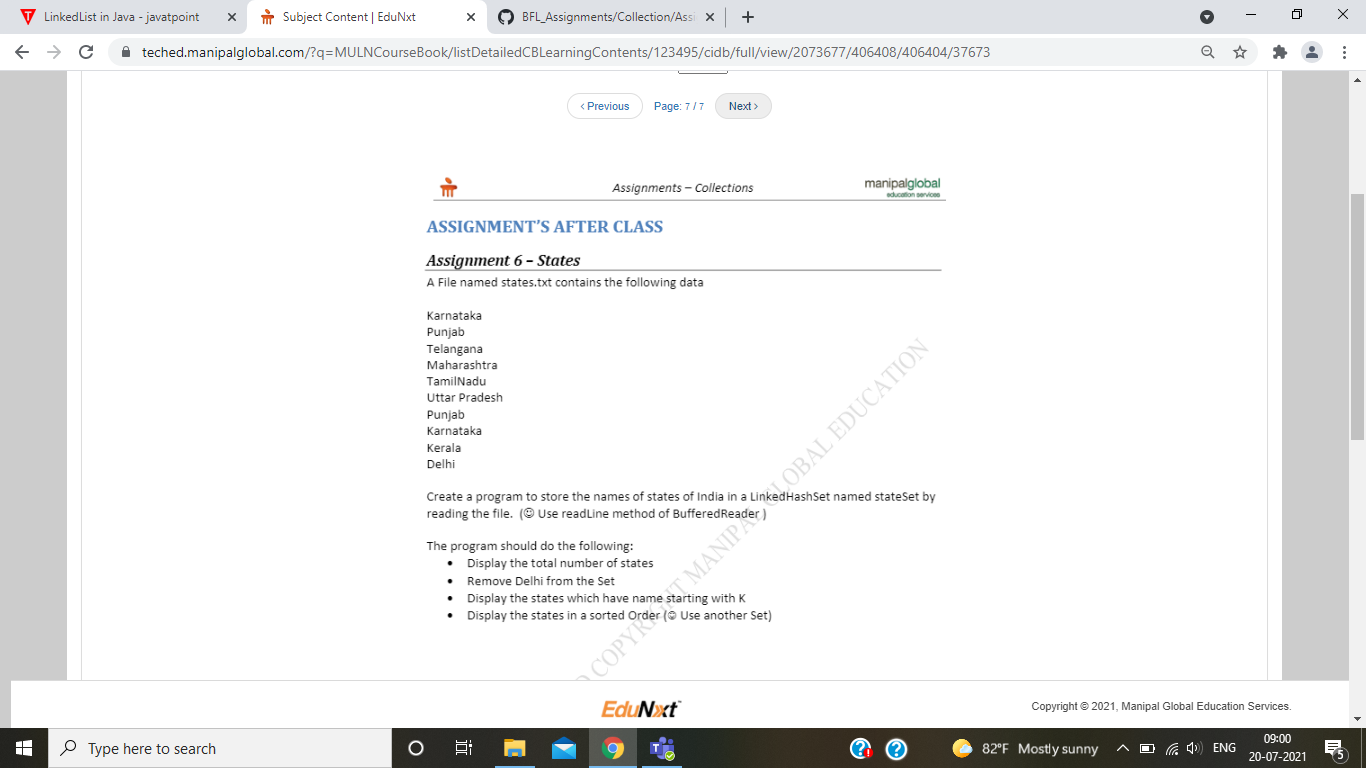 LinkedList in Java - javatpoint
Subject Content | EduNxt
BFL_Assignments/Collection/Assi
teched.manipalglobal.com/?q=MULNCourseBook/listDetailedCBLearningContents/123495/cidb/full/view/2073677/406408/406404/37673
‹ Previous Page: 7 / 7 Next ›
Assignments – Collections
manipalglobal
education services
ASSIGNMENT'S AFTER CLASS
Assignment 6 – States
A File named states.txt contains the following data
Karnataka
Punjab
Telangana
Maharashtra
TamilNadu
Uttar Pradesh
Punjab
Karnataka
Kerala
Delhi
Create a program to store the names of states of India in a LinkedHashSet named stateSet by
reading the file. (☺ Use readLine method of BufferedReader )
The program should do the following:
• Display the total number of states
• Remove Delhi from the Set
• Display the states which have name starting with K
• Display the states in a sorted Order (☺ Use another Set)
COPYRIGHT MANIPAL GLOBAL EDUCATION
EduNxt
Copyright © 2021, Manipal Global Education Services.
Type here to search
82°F Mostly sunny
ENG
09:00
20-07-2021
5